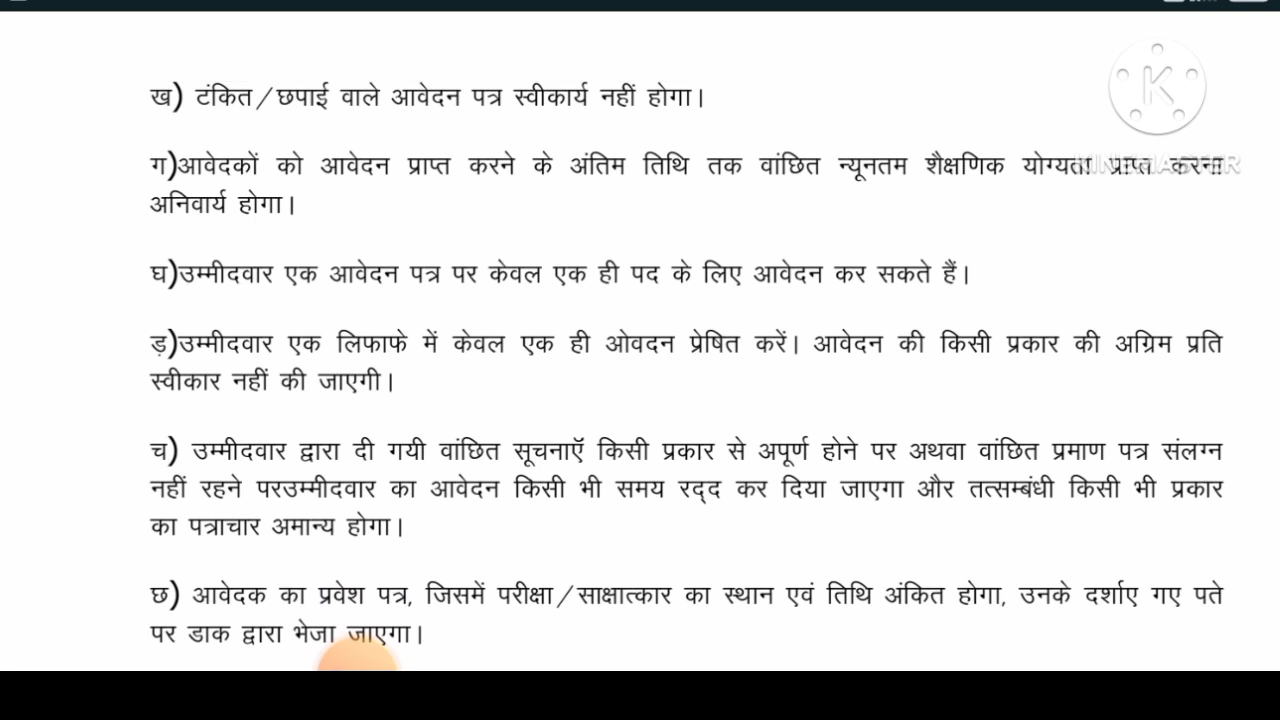 ख) टंकित/छपाई वाले आवेदन पत्र स्वीकार्य नहीं होगा।
ग)आवेदकों को आवेदन प्राप्त करने के अंतिम तिथि तक वांछित न्यूनतम शैक्षणिक योग्यता प्राप्त करना
अनिवार्य होगा।
घ)उम्मीदवार एक आवेदन पत्र पर केवल एक ही पद के लिए आवेदन कर सकते हैं।
ड़)उम्मीदवार एक लिफाफे में केवल एक ही ओवदन प्रेषित करें। आवेदन की किसी प्रकार की अग्रिम प्रति
स्वीकार नहीं की जाएगी।
च) उम्मीदवार द्वारा दी गयी वांछित सूचनाऍ किसी प्रकार से अपूर्ण होने पर अथवा वांछित प्रमाण पत्र संलग्न
नहीं रहने परउम्मीदवार का आवेदन किसी भी समय रद्द कर दिया जाएगा और तत्सम्बंधी किसी भी प्रकार
का पत्राचार अमान्य होगा।
छ) आवेदक का प्रवेश पत्र, जिसमें परीक्षा/साक्षात्कार का स्थान एवं तिथि अंकित होगा, उनके दर्शाए गए पते
पर डाक द्वारा भेजा जाएगा।
K
KINEMASTER